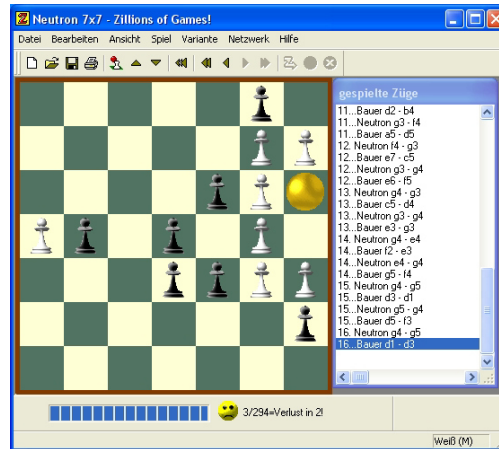 Neutron 7x7 - Zillions of Games!
Datei Bearbeiten Ansicht Spiel Variante Netzwerk Hilfe
gespielte Züge
11...Bauer d2 - b4
11...Neutron g3 - f4
11...Bauer a5 - d5
12. Neutron f4 - g3
12...Bauer e7 - c5
12...Neutron g3 - g4
12...Bauer e6 - f5
13. Neutron g4 - g3
13...Bauer c5 - d4
13...Neutron g3 - g4
13...Bauer e3 - g3
14. Neutron g4 - e4
14...Bauer f2 - e3
14...Neutron e4 - g4
14...Bauer g5 - f4
15. Neutron g4 - g5
15...Bauer d3 - d1
15...Neutron g5 - g4
15...Bauer d5 - f3
16. Neutron g4 - g5
16...Bauer d1 - d3
3/294=Verlust in 2!
Weiß (M)